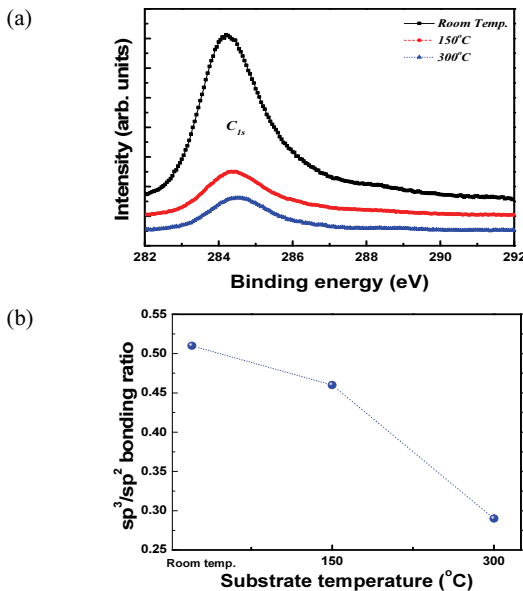 (a)
Room Temp.
150°C
300°C
C1s
Intensity (arb. units)
282 284 286 288 290 292
Binding energy (eV)
(b)
0.55
0.50
0.45
0.40
0.35
0.30
0.25
sp³/sp² bonding ratio
Room temp. 150 300
Substrate temperature (°C)